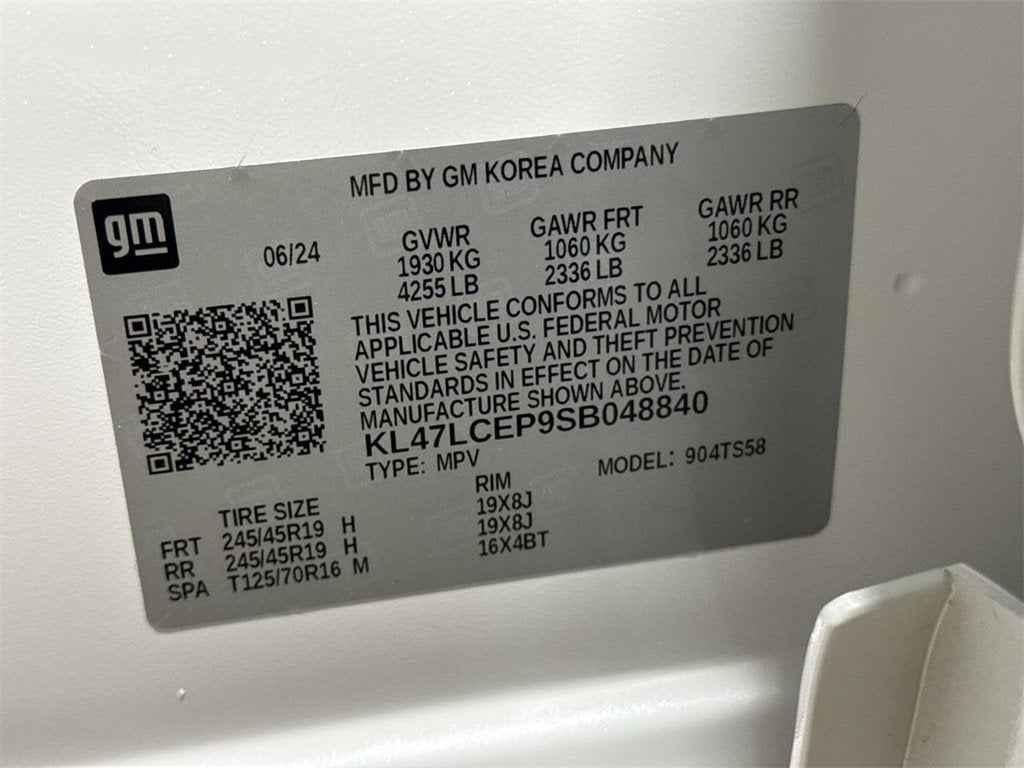 MFD BY GM KOREA COMPANY
gm
06/24
GVWR GAWR FRT GAWR RR
1930 KG 1060 KG 1060 KG
4255 LB 2336 LB 2336 LB
THIS VEHICLE CONFORMS TO ALL
APPLICABLE U.S. FEDERAL MOTOR
VEHICLE SAFETY AND THEFT PREVENTION
STANDARDS IN EFFECT ON THE DATE OF
MANUFACTURE SHOWN ABOVE.
KL47LCEP9SB048840
TYPE: MPV MODEL: 904TS58
TIRE SIZE RIM
FRT 245/45R19 H 19X8J
RR 245/45R19 H 19X8J
SPA T125/70R16 M 16X4BT